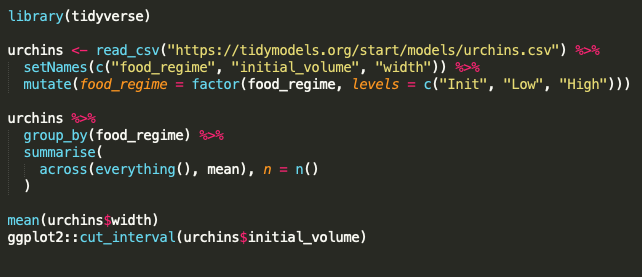 library(tidyverse)
urchins <- read_csv("https://tidymodels.org/start/models/urchins.csv") %>%
setNames(c("food_regime", "initial_volume", "width")) %>%
mutate(food_regime = factor(food_regime, levels = c("Init", "Low", "High")))
urchins %>%
group_by(food_regime) %>%
summarise(
across(everything(), mean), n = n()
)
mean(urchins$width)
ggplot2::cut_interval(urchins$initial_volume)